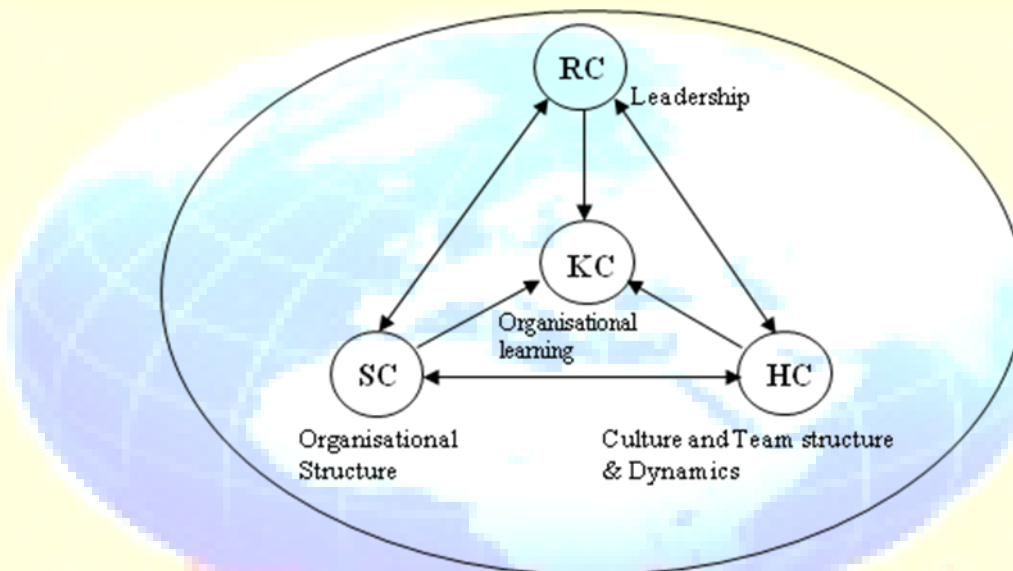 RC
Leadership
KC
Organisational
learning
SC
HC
Organisational
Structure
Culture and Team structure
& Dynamics